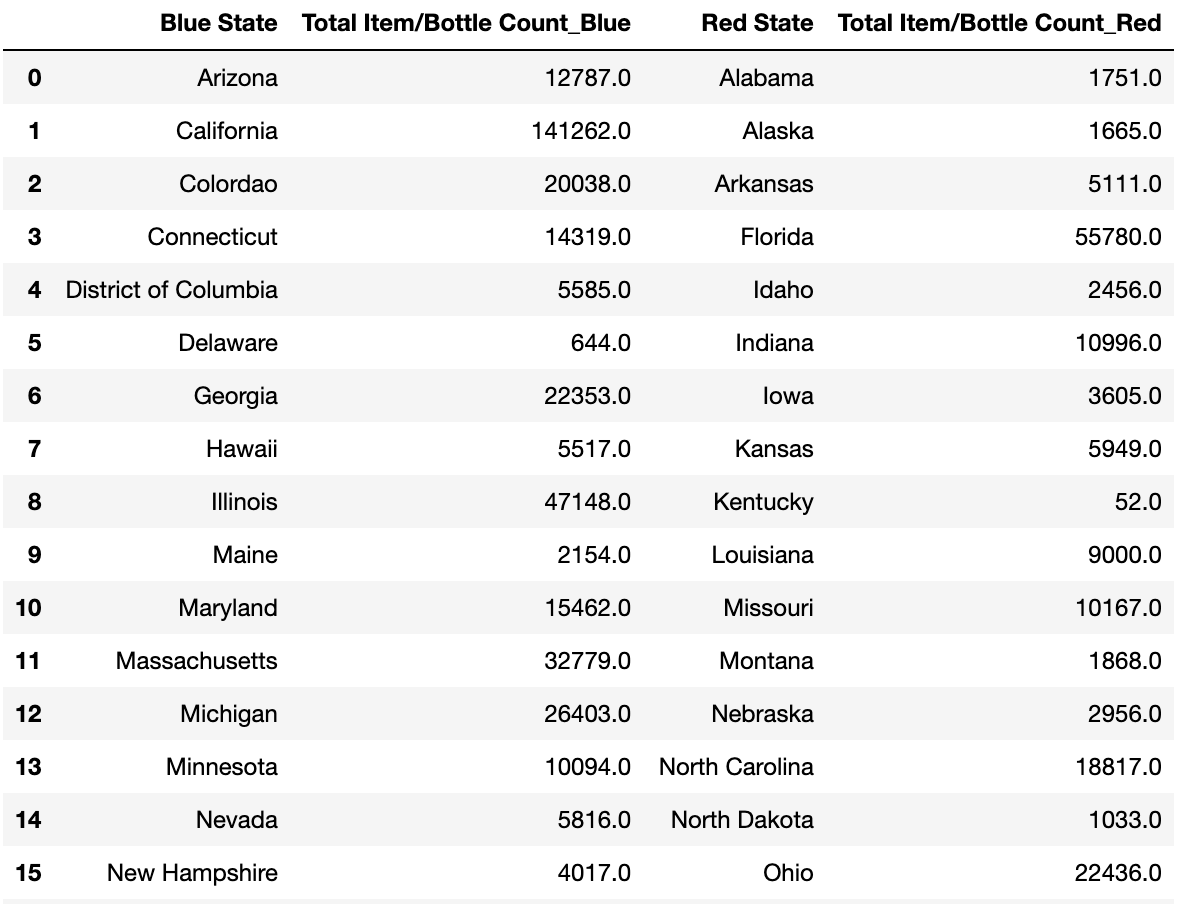 Blue State Total Item/Bottle Count_Blue Red State Total Item/Bottle Count_Red
0 Arizona 12787.0 Alabama 1751.0
1 California 141262.0 Alaska 1665.0
2 Colordao 20038.0 Arkansas 5111.0
3 Connecticut 14319.0 Florida 55780.0
4 District of Columbia 5585.0 Idaho 2456.0
5 Delaware 644.0 Indiana 10996.0
6 Georgia 22353.0 Iowa 3605.0
7 Hawaii 5517.0 Kansas 5949.0
8 Illinois 47148.0 Kentucky 52.0
9 Maine 2154.0 Louisiana 9000.0
10 Maryland 15462.0 Missouri 10167.0
11 Massachusetts 32779.0 Montana 1868.0
12 Michigan 26403.0 Nebraska 2956.0
13 Minnesota 10094.0 North Carolina 18817.0
14 Nevada 5816.0 North Dakota 1033.0
15 New Hampshire 4017.0 Ohio 22436.0